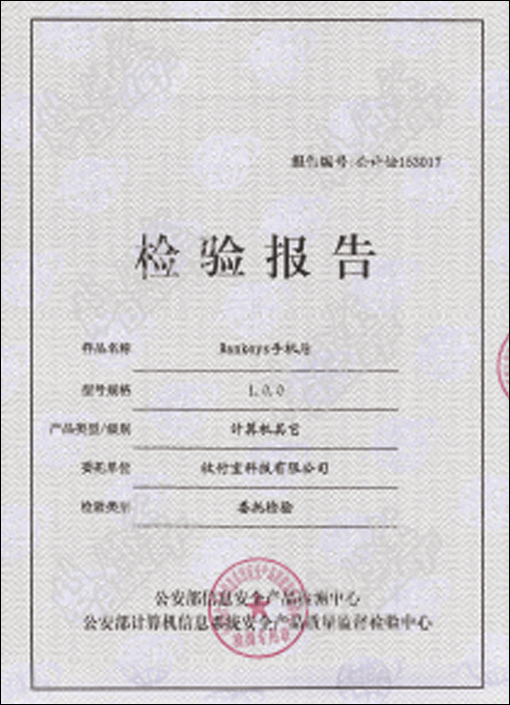 报告编号:公计检153017
检验报告
样品名称 Bankeys手机盾
型号规格 1.0.0
产品类型/级别 计算机其它
委托单位 科技有限公司
检验类别 委托检验
公安部信息安全产品检测中心
公安部计算机信息系统安全产品质量监督检验中心